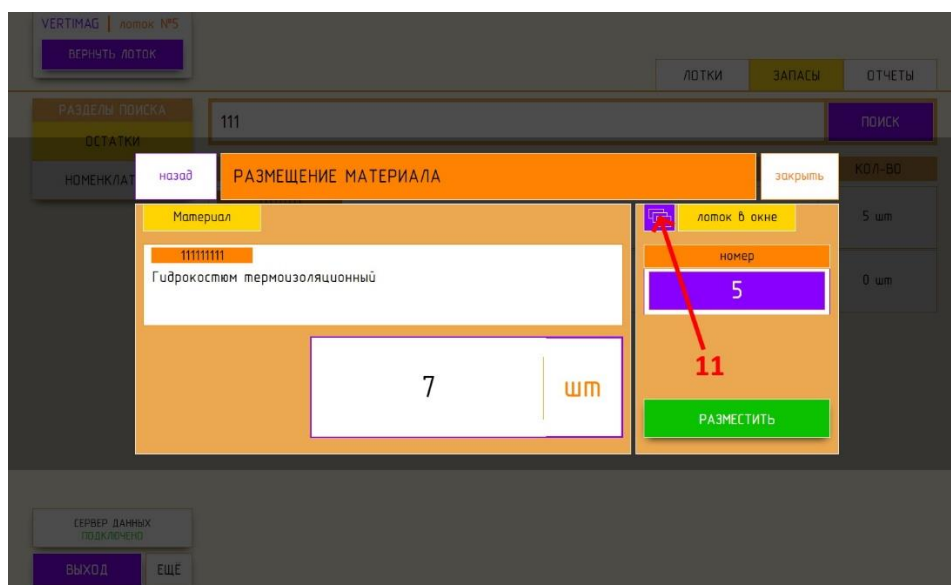 VERTIMAG | лоток №5
ВЕРНУТЬ ЛОТОК
ЛОТКИ ЗАПАСЫ ОТЧЕТЫ
РАЗДЕЛЫ ПОИСКА
ОСТАТКИ
111
ПОИСК
НОМЕНКЛАТ
КОЛ-ВО
назад
РАЗМЕЩЕНИЕ МАТЕРИАЛА
закрыть
Материал
лоток в окне
5 шт
111111111
Гидрокостюм термоизоляционный
номер
5
0 шт
11
7 шт
РАЗМЕСТИТЬ
СЕРВЕР ДАННЫХ
ПОДКЛЮЧЕНО
ВЫХОД ЕЩЁ